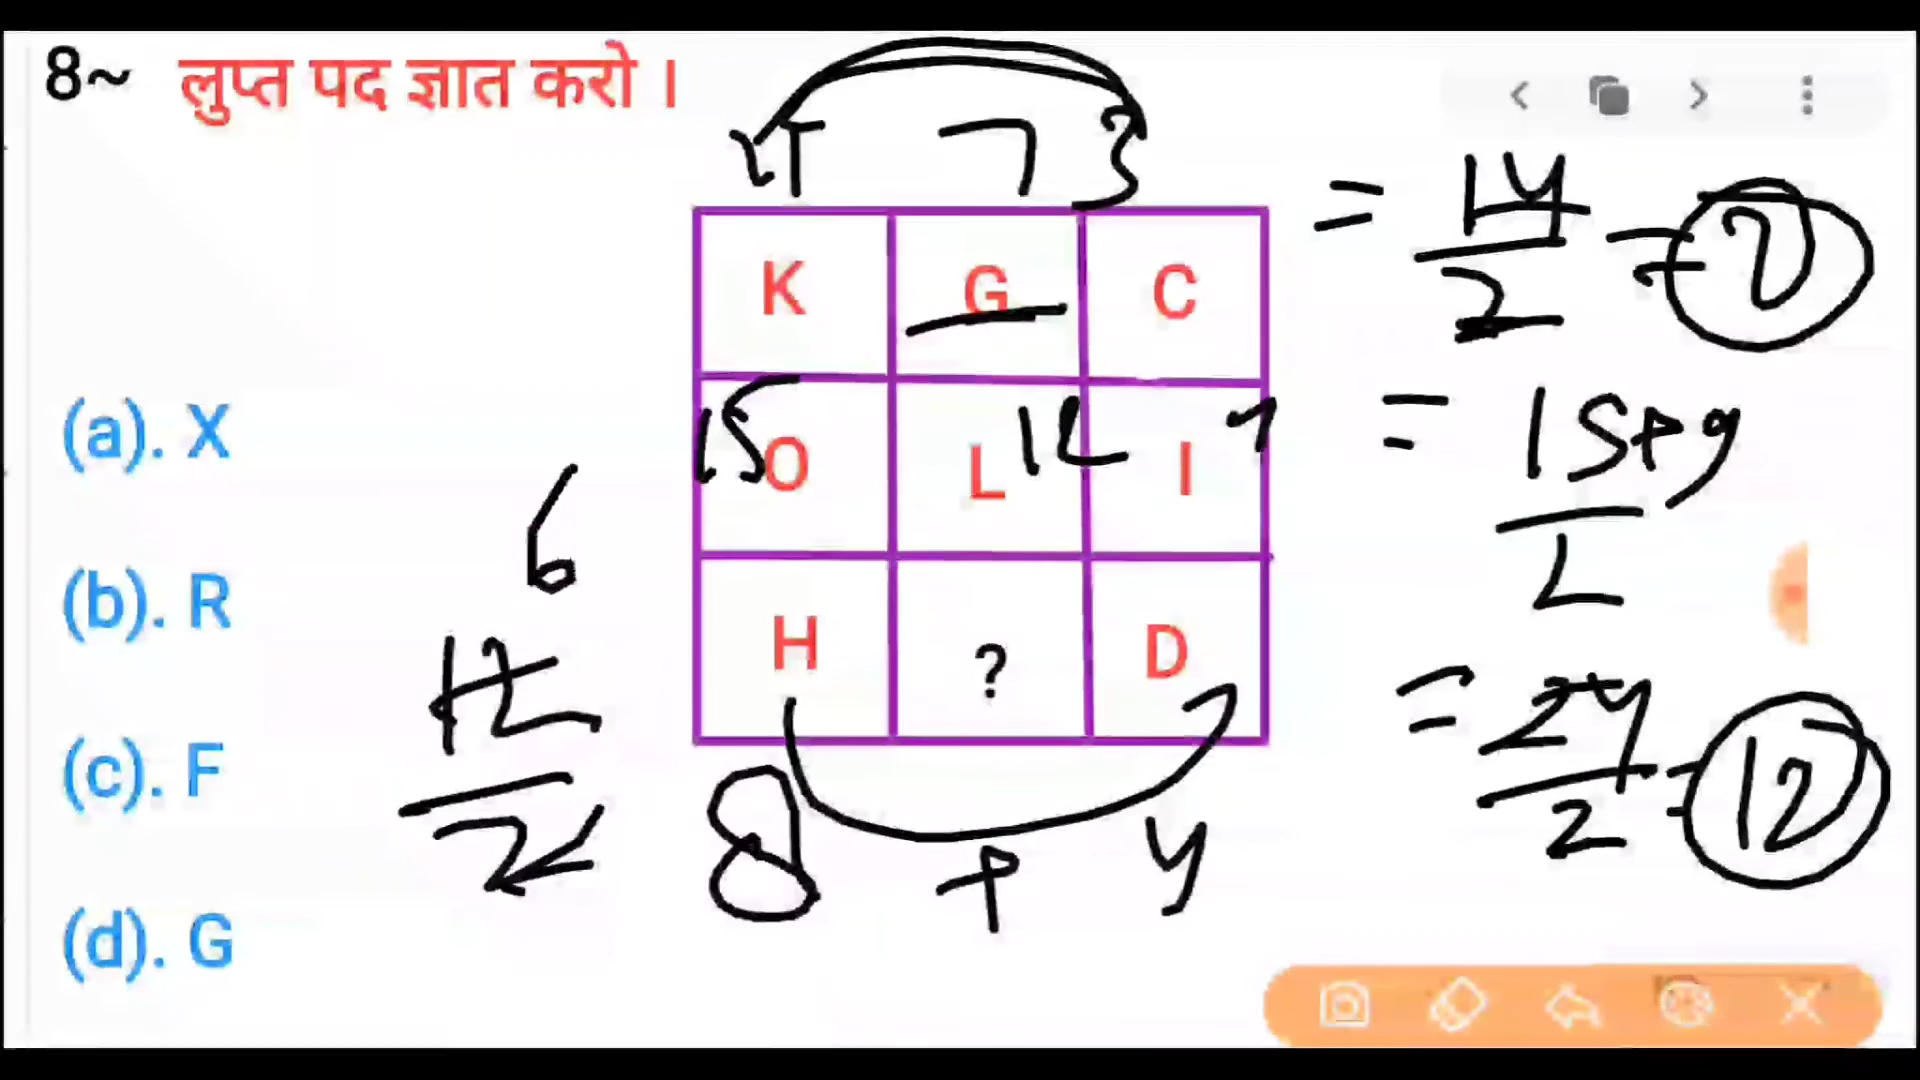 8~ लुप्त पद ज्ञात करो ।
11 7 3
= 14/2 = 7
K G C
(a). X
15 O L 12 I 9
= 15+9/2
6
(b). R
H ? D
= 24/2 = 12
12/2
(c). F
8 + 4
(d). G